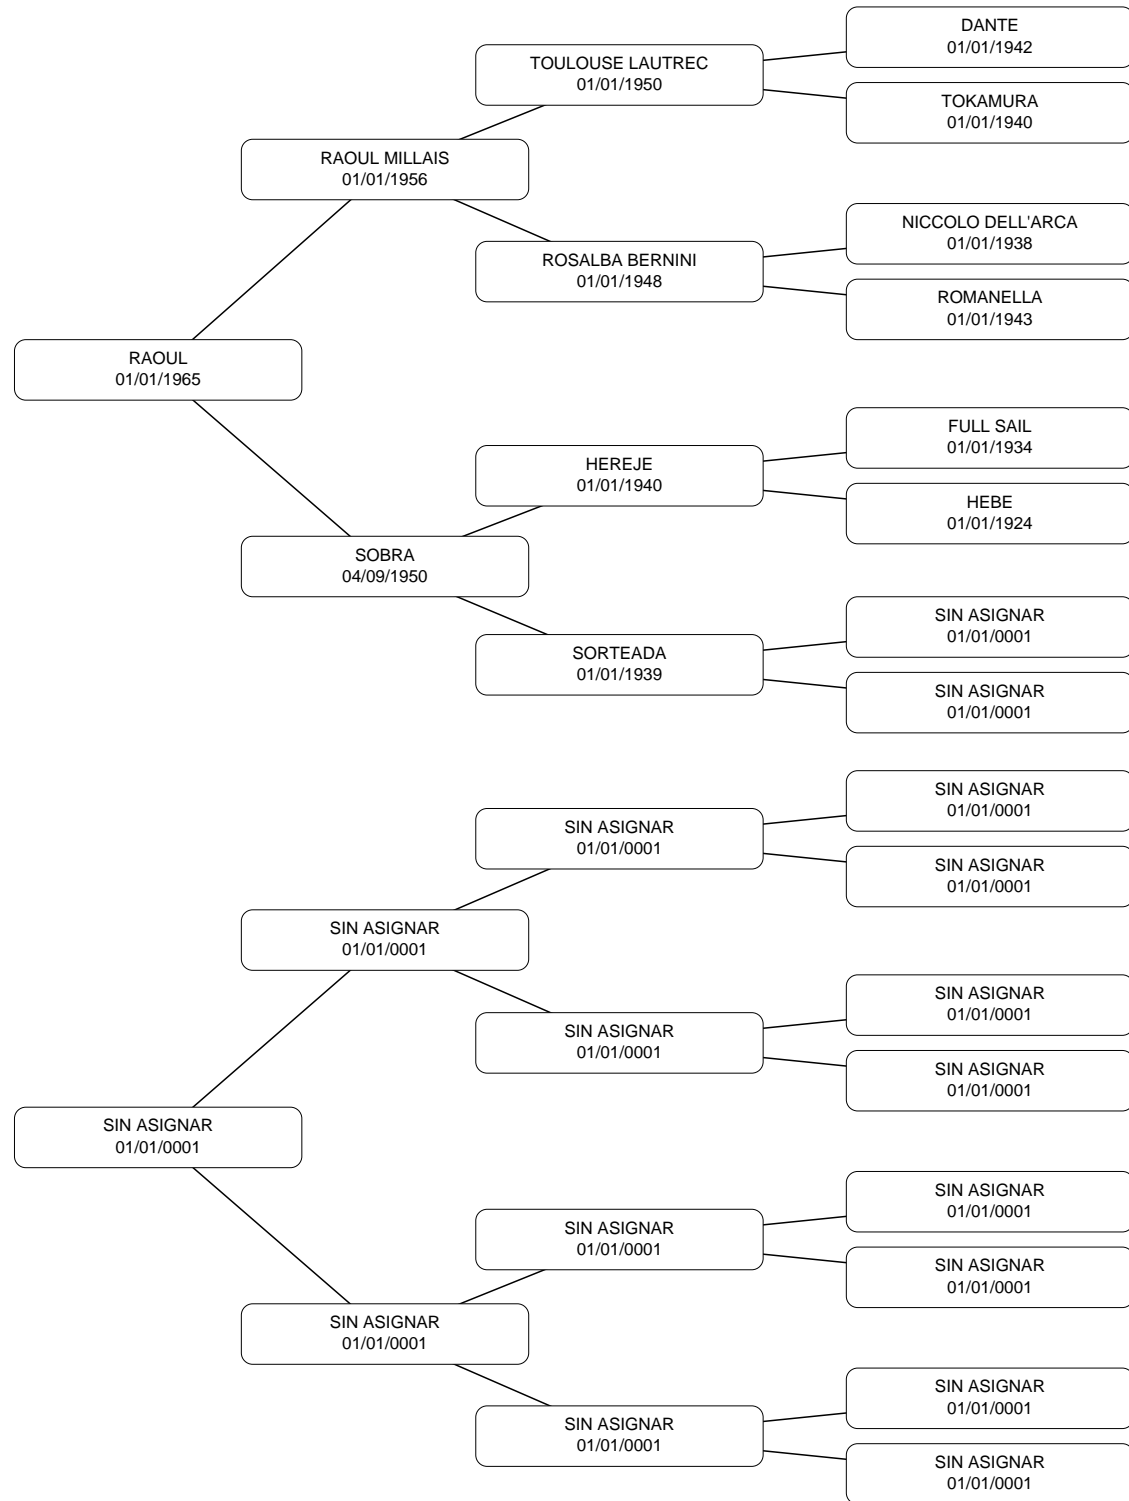 DANTE
01/01/1942
TOULOUSE LAUTREC
01/01/1950
TOKAMURA
01/01/1940
RAOUL MILLAIS
01/01/1956
NICCOLO DELL'ARCA
01/01/1938
ROSALBA BERNINI
01/01/1948
ROMANELLA
01/01/1943
RAOUL
01/01/1965
FULL SAIL
01/01/1934
HEREJE
01/01/1940
HEBE
01/01/1924
SOBRA
04/09/1950
SIN ASIGNAR
01/01/0001
SORTEADA
01/01/1939
SIN ASIGNAR
01/01/0001
SIN ASIGNAR
01/01/0001
SIN ASIGNAR
01/01/0001
SIN ASIGNAR
01/01/0001
SIN ASIGNAR
01/01/0001
SIN ASIGNAR
01/01/0001
SIN ASIGNAR
01/01/0001
SIN ASIGNAR
01/01/0001
SIN ASIGNAR
01/01/0001
SIN ASIGNAR
01/01/0001
SIN ASIGNAR
01/01/0001
SIN ASIGNAR
01/01/0001
SIN ASIGNAR
01/01/0001
SIN ASIGNAR
01/01/0001
SIN ASIGNAR
01/01/0001
SIN ASIGNAR
01/01/0001